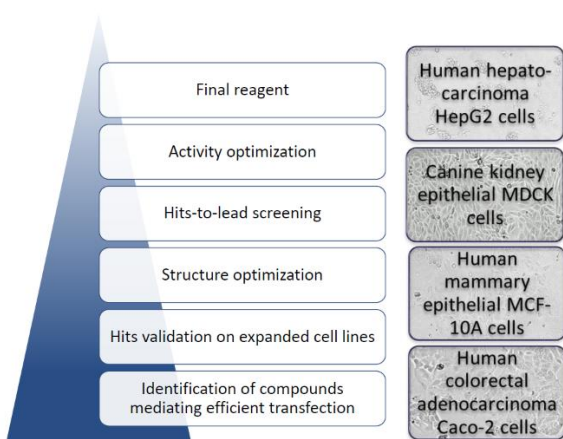 Final reagent
Activity optimization
Hits-to-lead screening
Structure optimization
Hits validation on expanded cell lines
Identification of compounds
mediating efficient transfection
Human hepato-
carcinoma
HepG2 cells
Canine kidney
epithelial MDCK
cells
Human
mammary
epithelial MCF-
10A cells
Human
colorectal
adenocarcinoma
Caco-2 cells